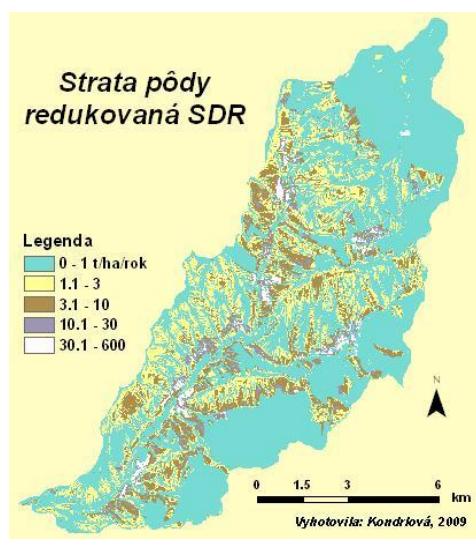 Strata pôdy
redukovaná SDR
Legenda
0 - 1 t/ha/rok
1.1 - 3
3.1 - 10
10.1 - 30
30.1 - 600
N
0 1.5 3 6
km
Vyhotovila: Kondrlová, 2009